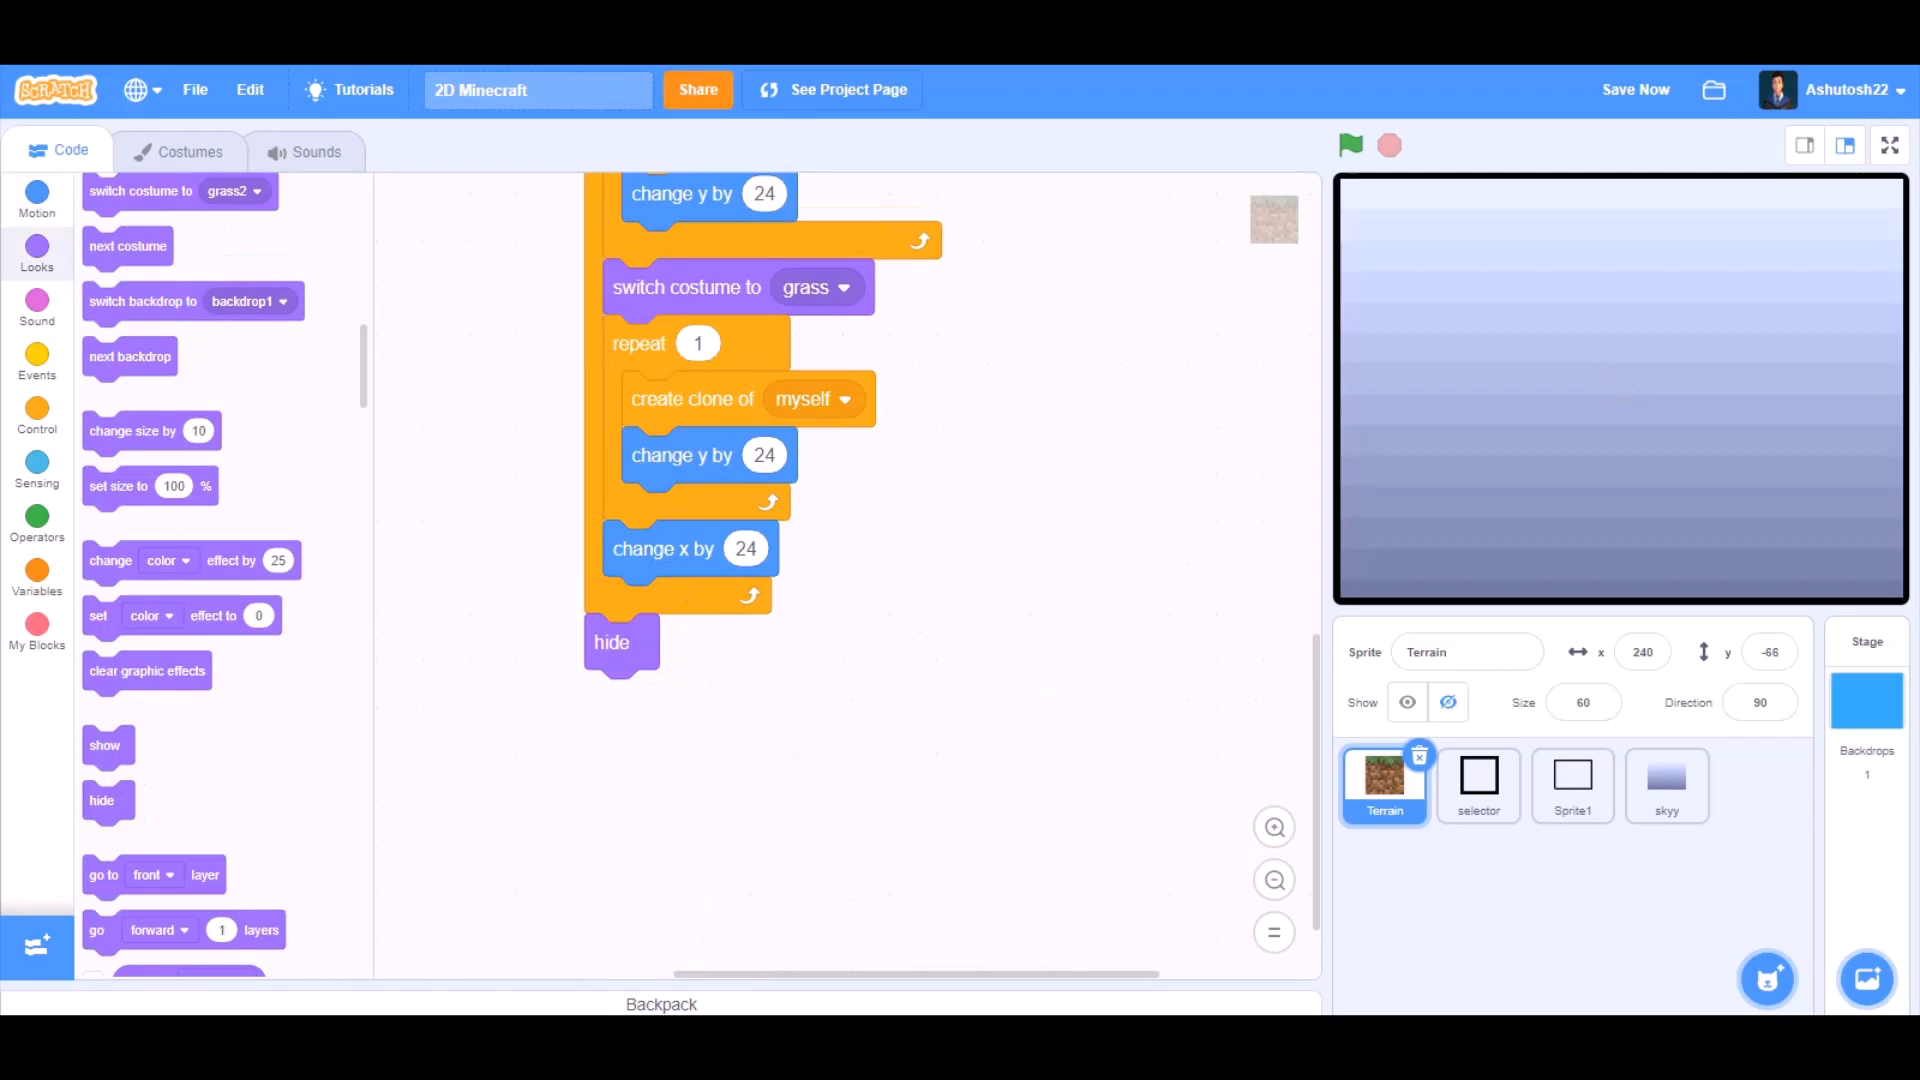 SCRATCH File Edit Tutorials 2D Minecraft Share See Project Page Save Now Ashutosh22
Code Costumes Sounds
Motion
Looks
Sound
Events
Control
Sensing
Operators
Variables
My Blocks
switch costume to grass2
next costume
switch backdrop to backdrop1
next backdrop
change size by 10
set size to 100 %
change color effect by 25
set color effect to 0
clear graphic effects
show
hide
go to front layer
go forward 1 layers
change y by 24
switch costume to grass
repeat 1
create clone of myself
change y by 24
change x by 24
hide
Backpack
Sprite Terrain x 240 y -66
Show Size 60 Direction 90
Terrain selector Sprite1 skyy
Stage
Backdrops
1